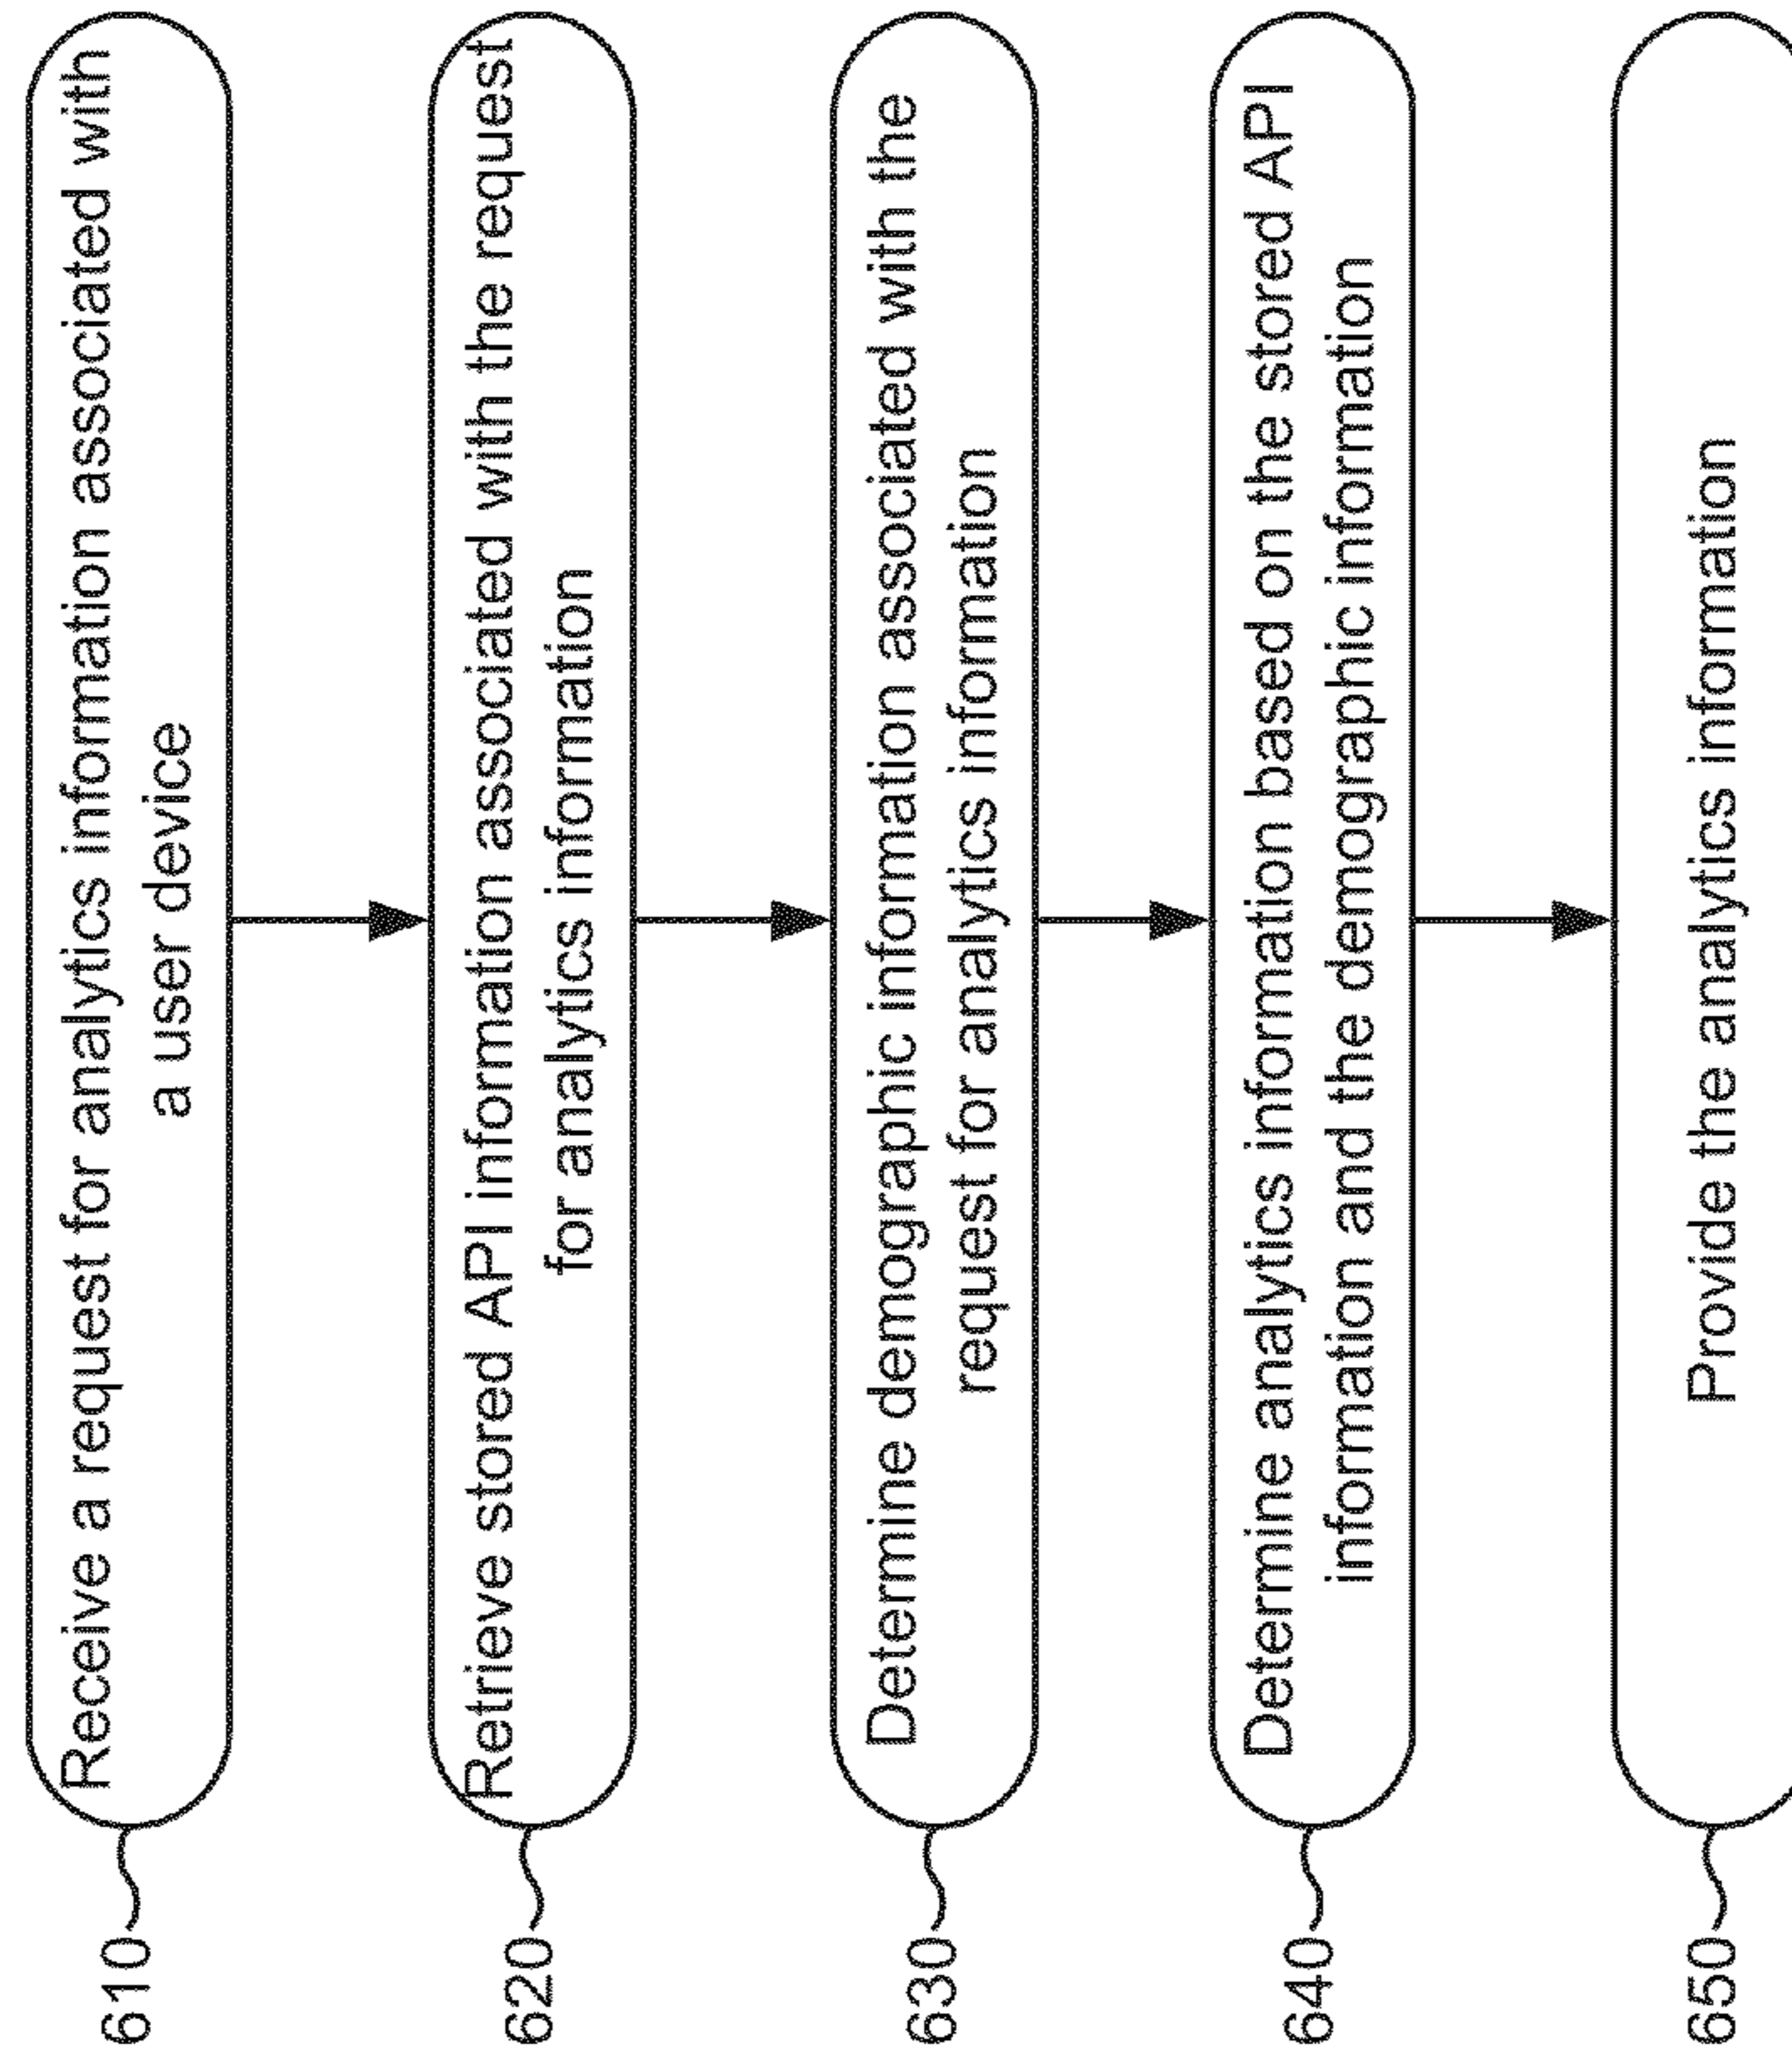 610
Receive a request for analytics information associated with
a user device
620
Retrieve stored API information associated with the request
for analytics information
630
Determine demographic information associated with the
request for analytics information
640
Determine analytics information based on the stored API
information and the demographic information
650
Provide the analytics information